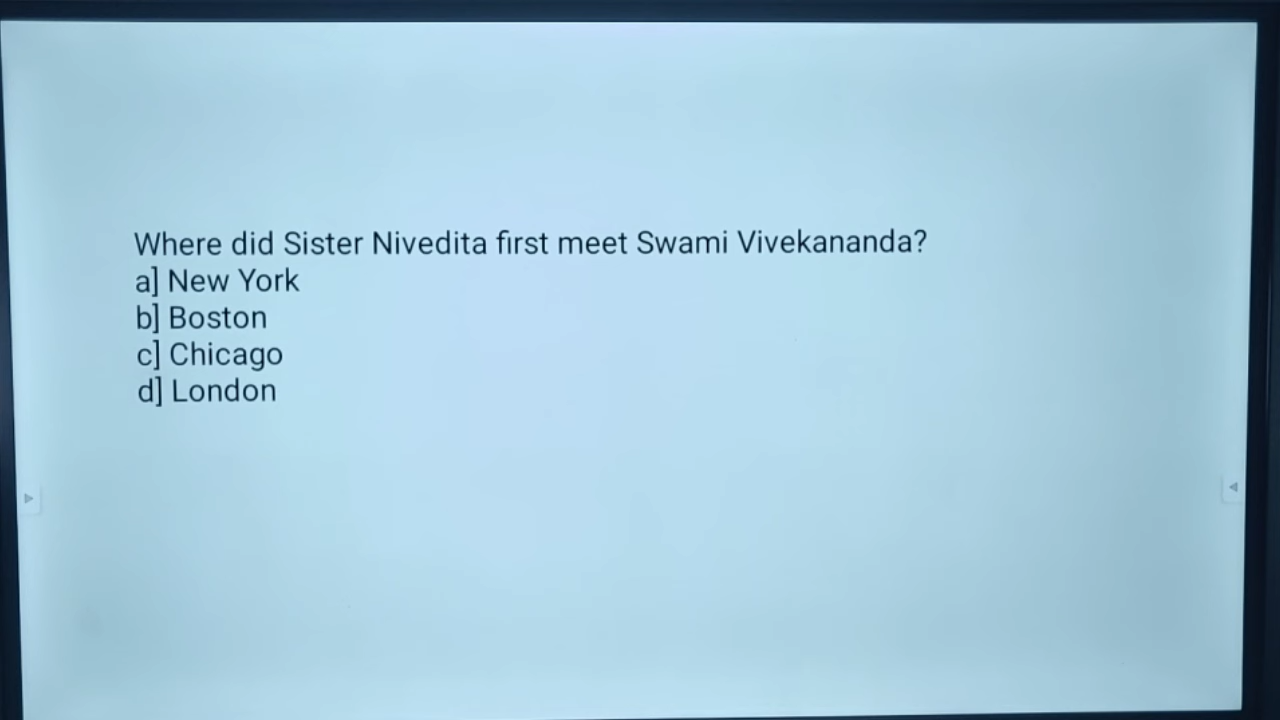 Where did Sister Nivedita first meet Swami Vivekananda?
a] New York
b] Boston
c] Chicago
d] London